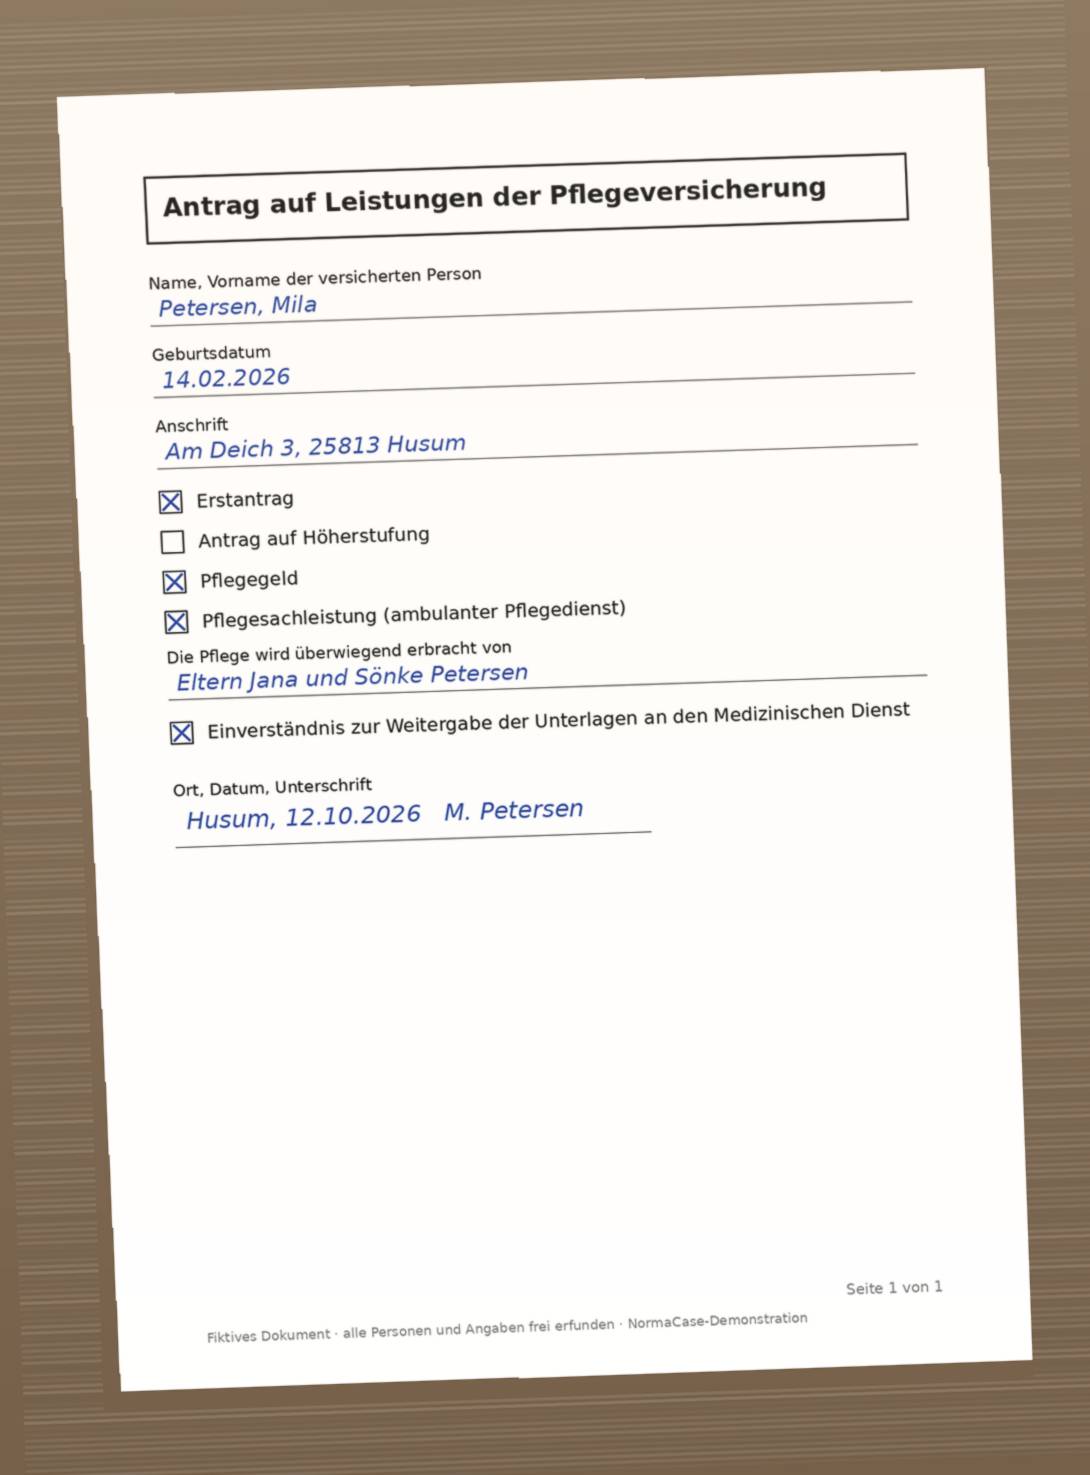 Antrag auf Leistungen der Pflegeversicherung
Name, Vorname der versicherten Person
Petersen, Mila
Geburtsdatum
14.02.2026
Anschrift
Am Deich 3, 25813 Husum
☒ Erstantrag
☐ Antrag auf Höherstufung
☒ Pflegegeld
☒ Pflegesachleistung (ambulanter Pflegedienst)
Die Pflege wird überwiegend erbracht von
Eltern Jana und Sönke Petersen
☒ Einverständnis zur Weitergabe der Unterlagen an den Medizinischen Dienst
Ort, Datum, Unterschrift
Husum, 12.10.2026 M. Petersen
Seite 1 von 1
Fiktives Dokument · alle Personen und Angaben frei erfunden · NormaCase-Demonstration